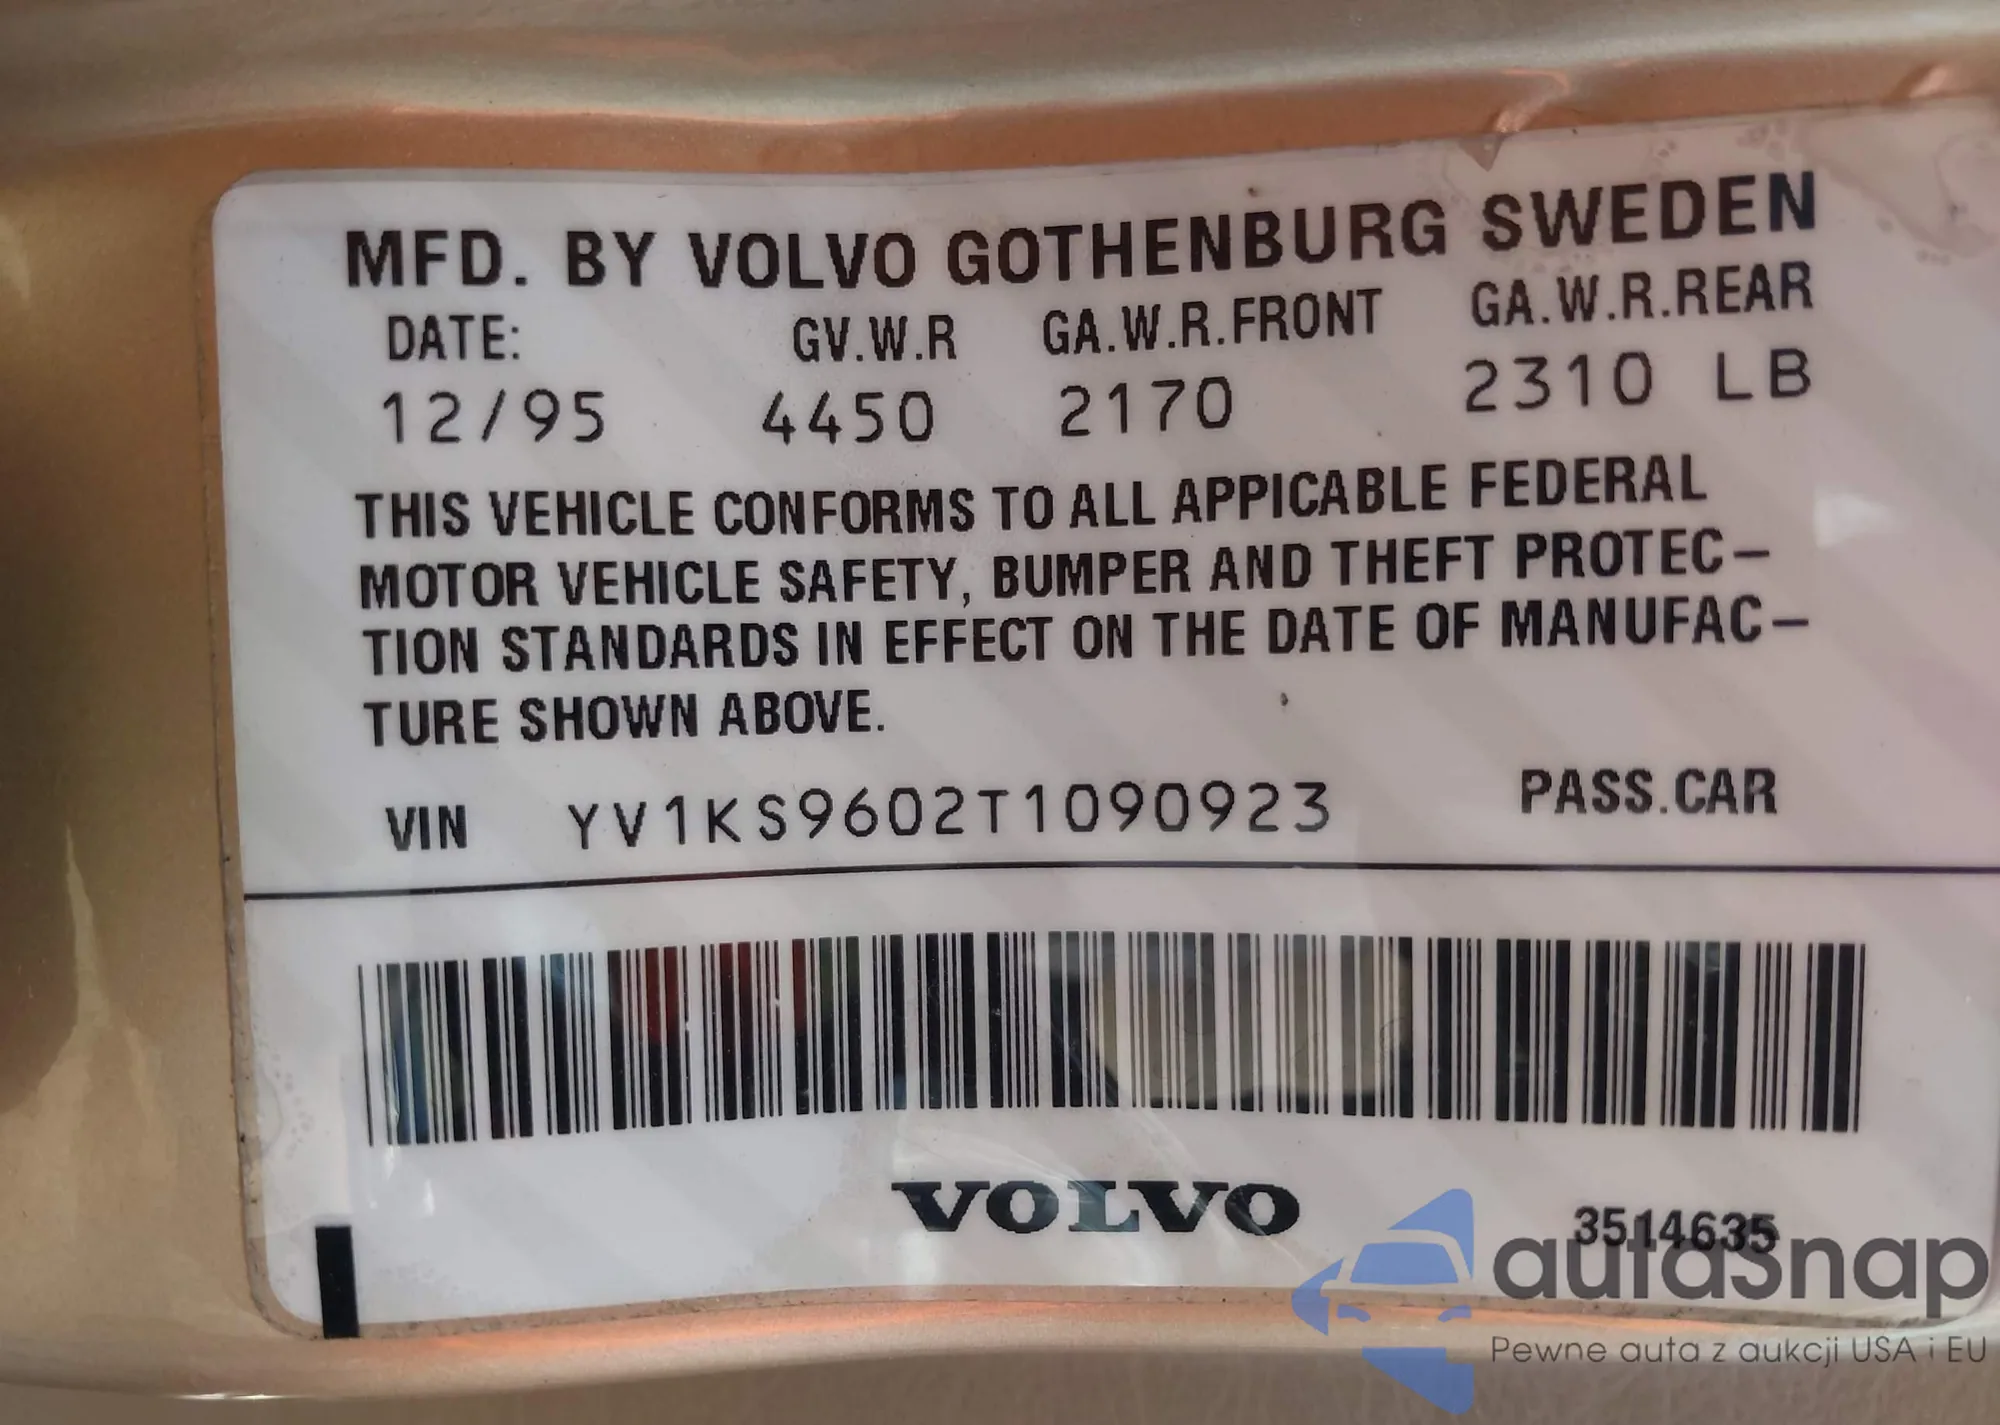 MFD. BY VOLVO GOTHENBURG SWEDEN
DATE: GV.W.R GA.W.R.FRONT GA.W.R.REAR
12/95 4450 2170 2310 LB
THIS VEHICLE CONFORMS TO ALL APPICABLE FEDERAL
MOTOR VEHICLE SAFETY, BUMPER AND THEFT PROTEC-
TION STANDARDS IN EFFECT ON THE DATE OF MANUFAC-
TURE SHOWN ABOVE.
VIN YV1KS9602T1090923 PASS.CAR
VOLVO
3514635
autasnap
Pewne auta z aukcji USA i EU